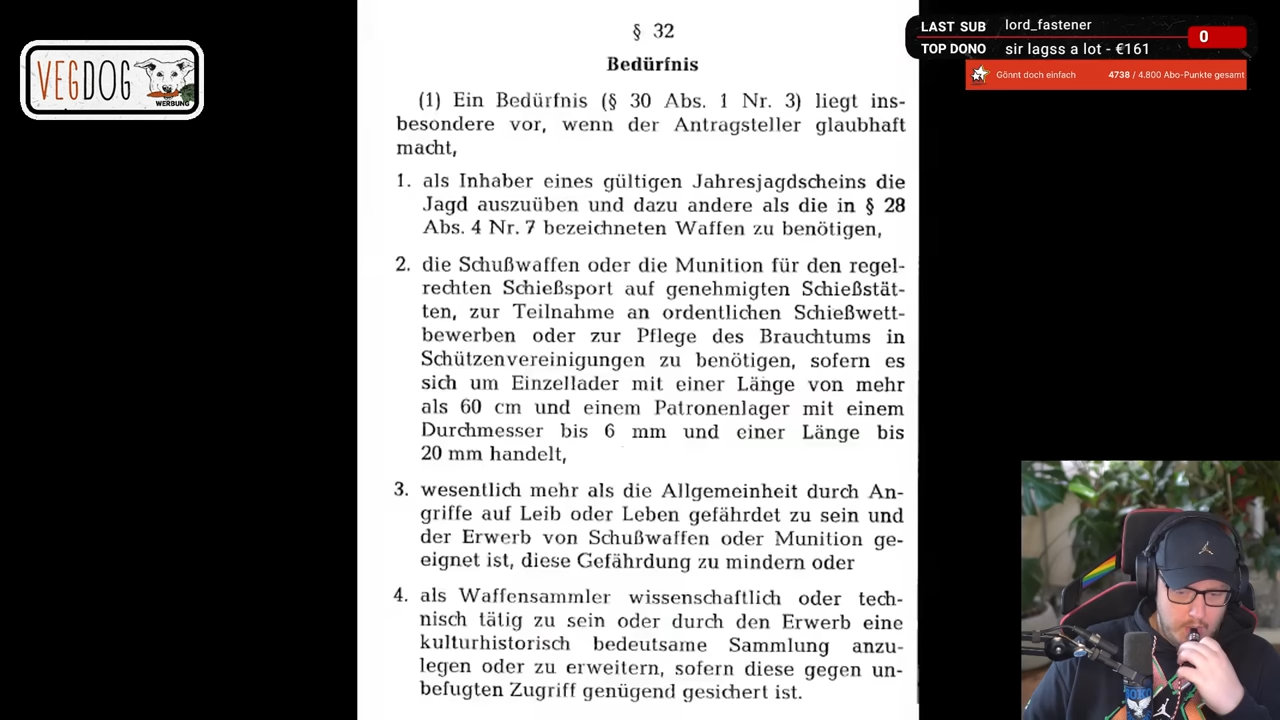 § 32
Bedürfnis
(1) Ein Bedürfnis (§ 30 Abs. 1 Nr. 3) liegt ins-
besondere vor, wenn der Antragsteller glaubhaft
macht,
1. als Inhaber eines gültigen Jahresjagdscheins die
Jagd auszuüben und dazu andere als die in § 28
Abs. 4 Nr. 7 bezeichneten Waffen zu benötigen,
2. die Schußwaffen oder die Munition für den regel-
rechten Schießsport auf genehmigten Schießstät-
ten, zur Teilnahme an ordentlichen Schießwett-
bewerben oder zur Pflege des Brauchtums in
Schützenvereinigungen zu benötigen, sofern es
sich um Einzellader mit einer Länge von mehr
als 60 cm und einem Patronenlager mit einem
Durchmesser bis 6 mm und einer Länge bis
20 mm handelt,
3. wesentlich mehr als die Allgemeinheit durch An-
griffe auf Leib oder Leben gefährdet zu sein und
der Erwerb von Schußwaffen oder Munition ge-
eignet ist, diese Gefährdung zu mindern oder
4. als Waffensammler wissenschaftlich oder tech-
nisch tätig zu sein oder durch den Erwerb eine
kulturhistorisch bedeutsame Sammlung anzu-
legen oder zu erweitern, sofern diese gegen un-
befugten Zugriff genügend gesichert ist.
VEGDOG
WERBUNG
LAST SUB lord_fastener
TOP DONO sir lagss a lot - €161
0
Gönnt doch einfach 4738 / 4.800 Abo-Punkte gesamt